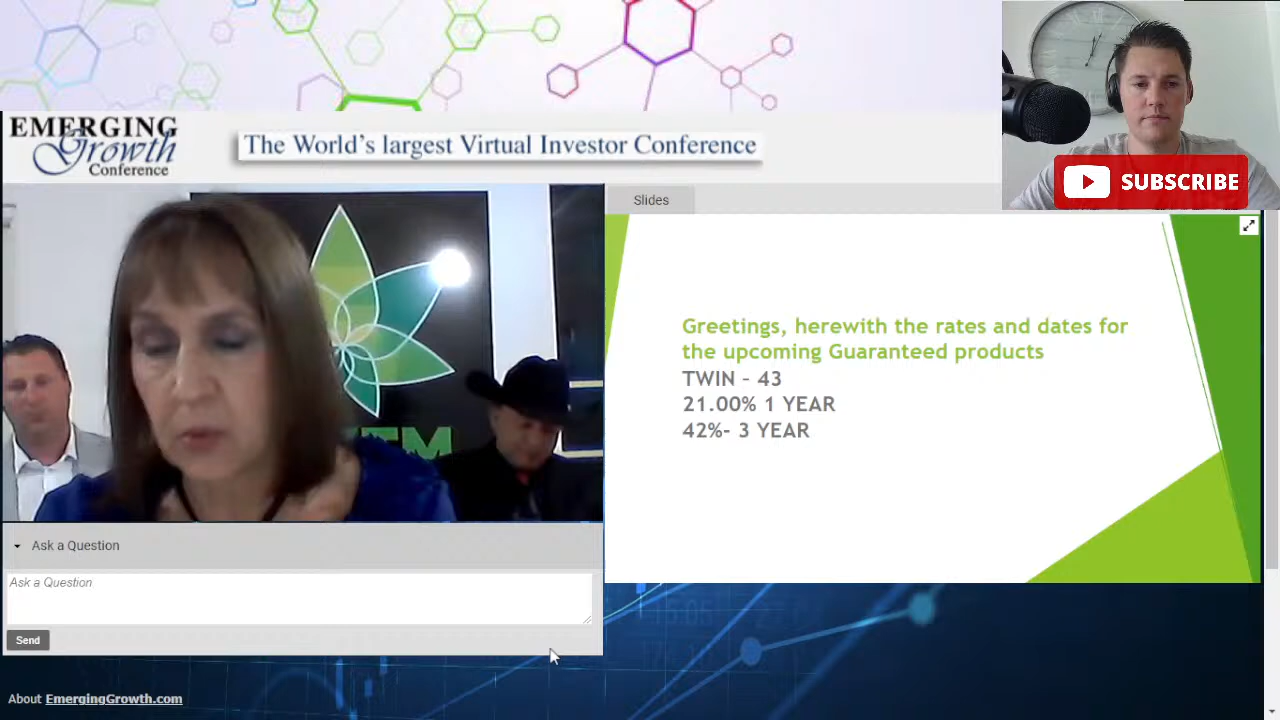 EMERGING
Growth
Conference
The World's largest Virtual Investor Conference
SUBSCRIBE
Slides
Greetings, herewith the rates and dates for
the upcoming Guaranteed products
TWIN – 43
21.00% 1 YEAR
42%- 3 YEAR
Ask a Question
Ask a Question
Send
About EmergingGrowth.com